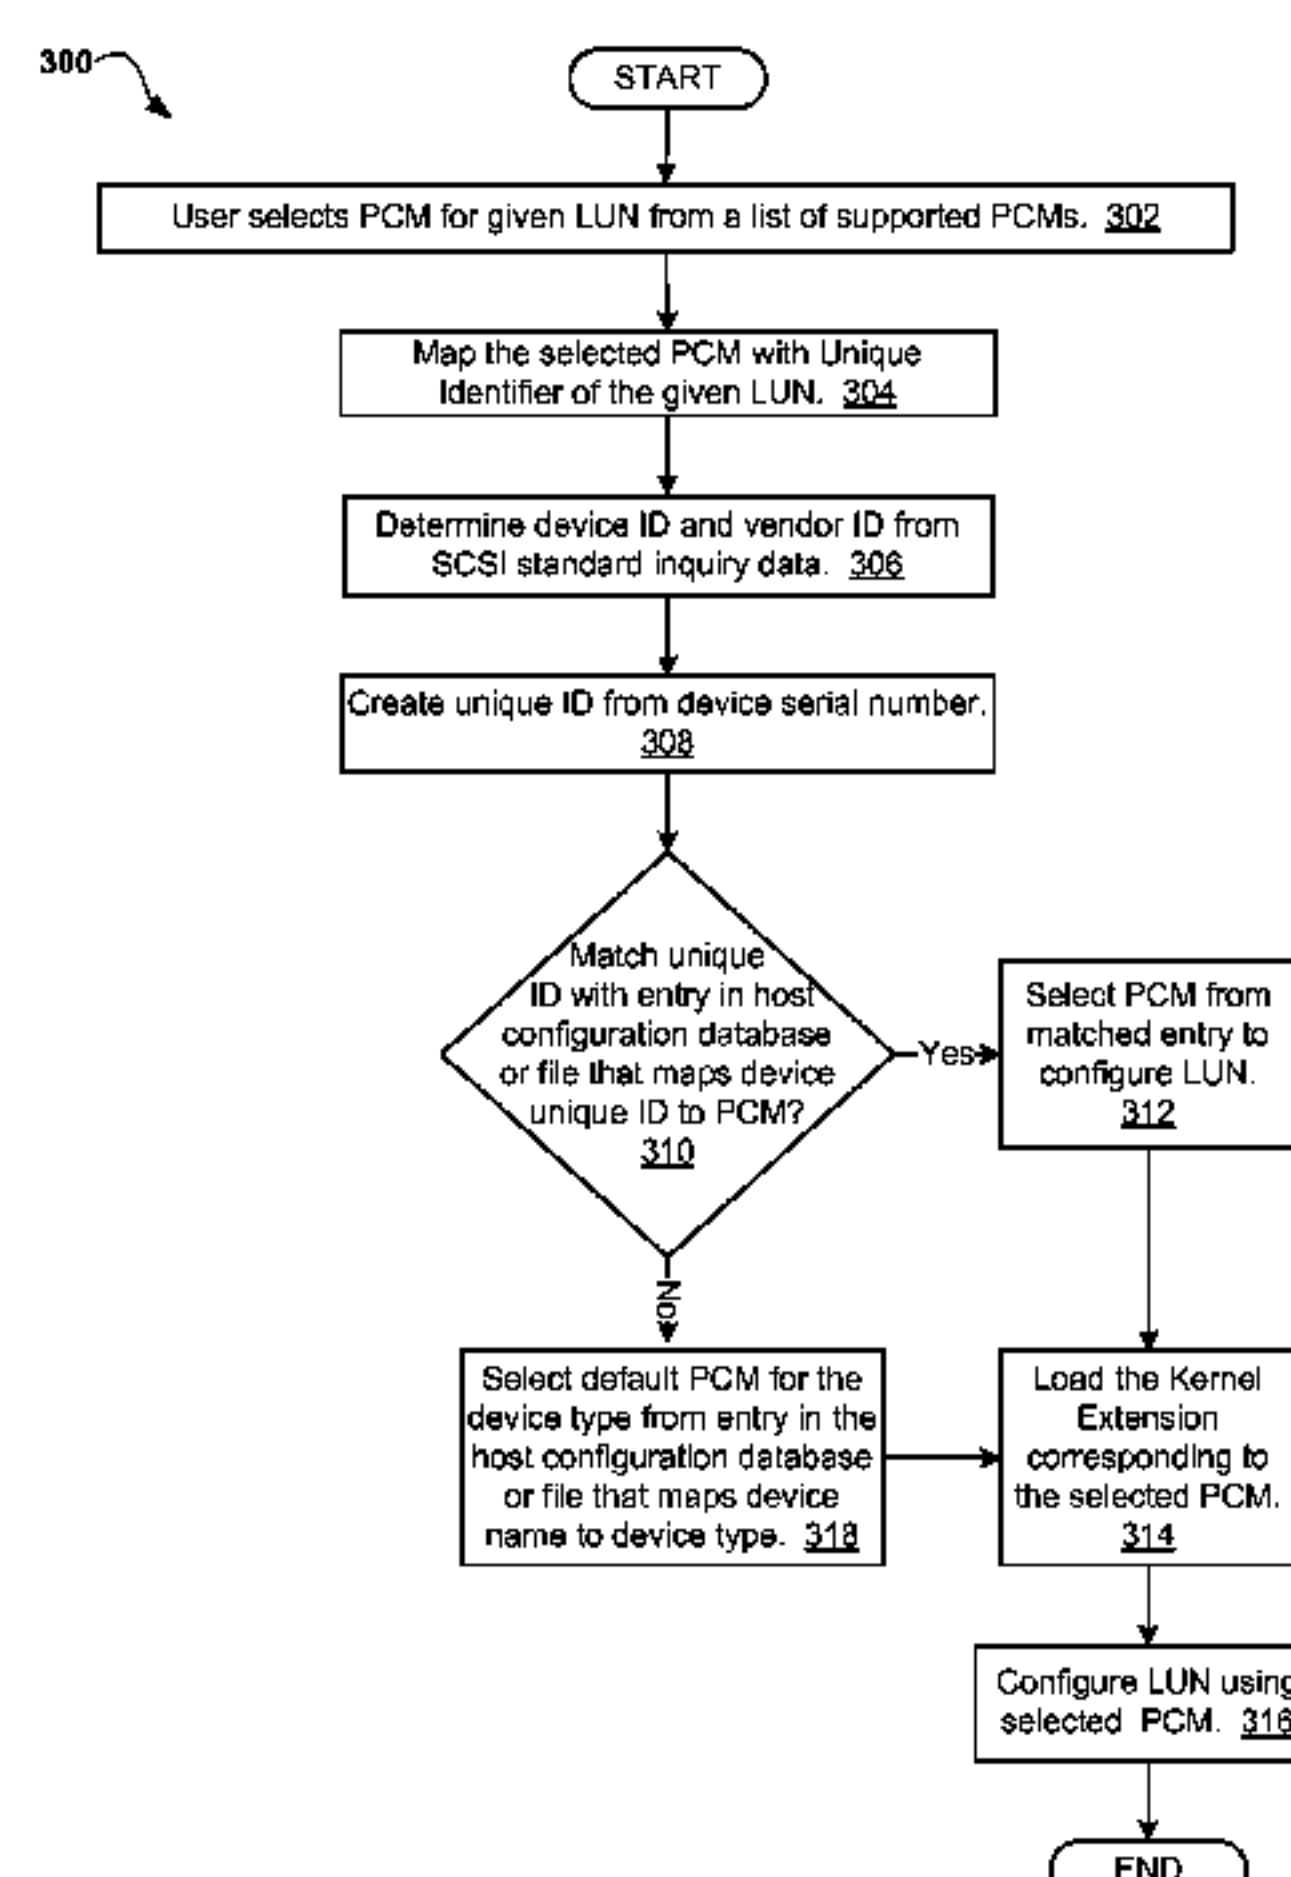 300
START
User selects PCM for given LUN from a list of supported PCMs. 302
Map the selected PCM with Unique
Identifier of the given LUN. 304
Determine device ID and vendor ID from
SCSI standard inquiry data. 306
Create unique ID from device serial number.
308
Match unique
ID with entry in host
configuration database
or file that maps device
unique ID to PCM?
310
Yes
Select PCM from
matched entry to
configure LUN.
312
No
Select default PCM for the
device type from entry in the
host configuration database
or file that maps device
name to device type. 318
Load the Kernel
Extension
corresponding to
the selected PCM.
314
Configure LUN using
selected PCM. 316
END